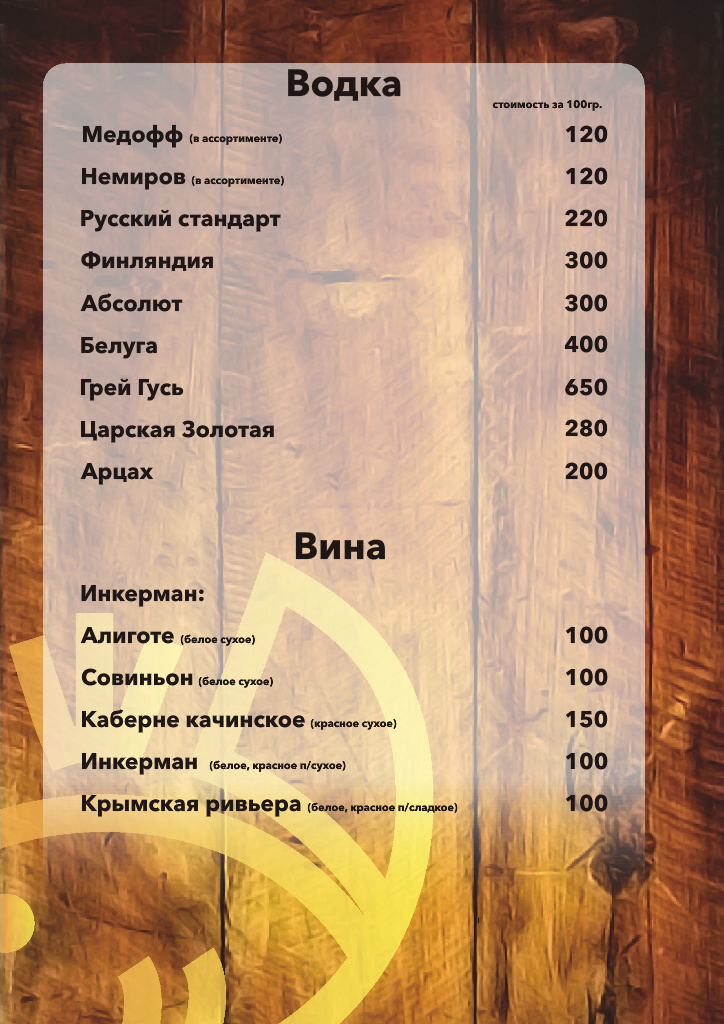 Водка
стоимость за 100гр.
Медофф (в ассортименте) 120
Немиров (в ассортименте) 120
Русский стандарт 220
Финляндия 300
Абсолют 300
Белуга 400
Грей Гусь 650
Царская Золотая 280
Арцах 200
Вина
Инкерман:
Алиготе (белое сухое) 100
Совиньон (белое сухое) 100
Каберне качинское (красное сухое) 150
Инкерман (белое, красное п/сухое) 100
Крымская ривьера (белое, красное п/сладкое) 100